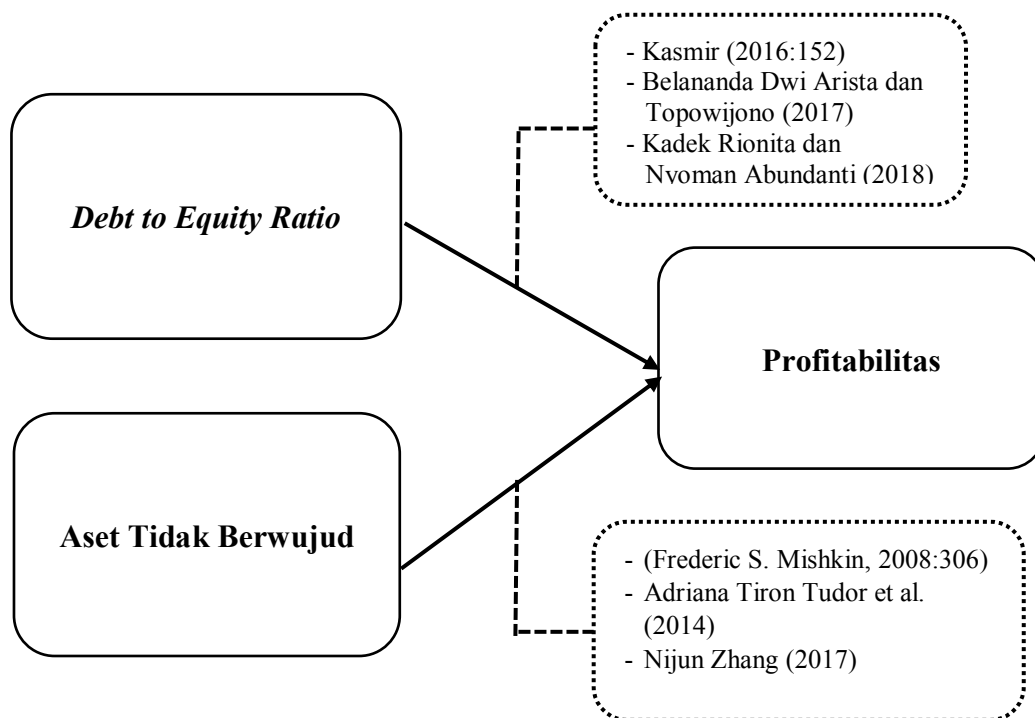 - Kasmir (2016:152)
- Belananda Dwi Arista dan
Topowijono (2017)
- Kadek Rionita dan
Nyoman Abundanti (2018)
Debt to Equity Ratio
Profitabilitas
Aset Tidak Berwujud
- (Frederic S. Mishkin, 2008:306)
- Adriana Tiron Tudor et al.
(2014)
- Nijun Zhang (2017)